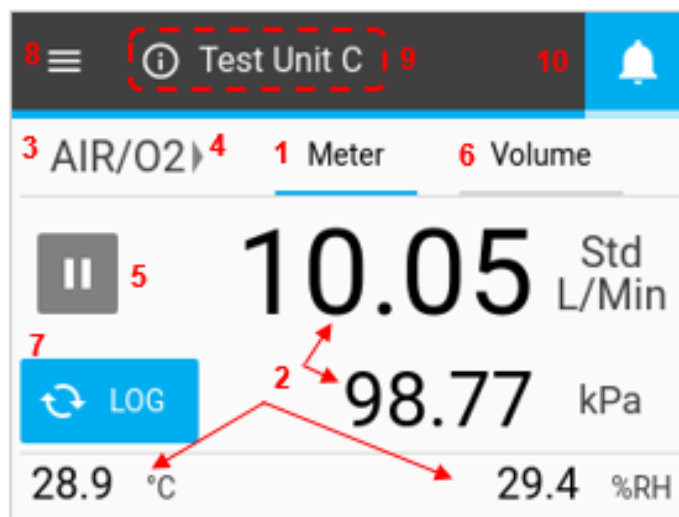 8 Test Unit C 9 10
3 AIR/O2 4 1 Meter 6 Volume
5 10.05 Std L/Min
7 LOG 2 98.77 kPa
28.9 °C 29.4 %RH